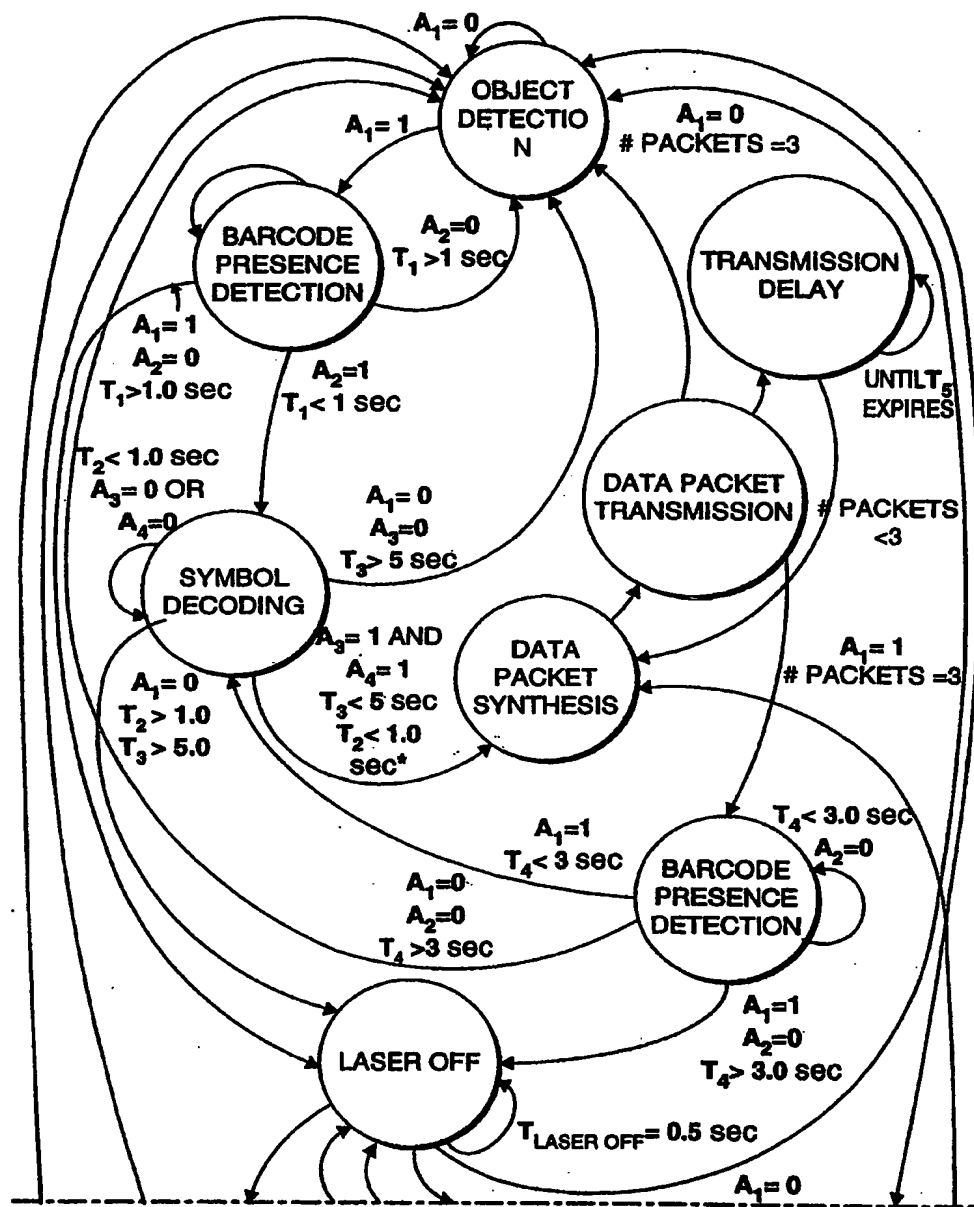 A1= 0
OBJECT
DETECTIO
N
A1= 1
A1= 0
# PACKETS =3
BARCODE
PRESENCE
DETECTION
A2=0
T1 >1 sec
TRANSMISSION
DELAY
A1= 1
A2= 0
T1>1.0 sec
A2=1
T1< 1 sec
UNTILT5
EXPIRES
T2< 1.0 sec
A3= 0 OR
A4=0
A1= 0
A3=0
T3> 5 sec
DATA PACKET
TRANSMISSION
# PACKETS
<3
SYMBOL
DECODING
A3= 1 AND
A4= 1
T3< 5 sec
T2< 1.0
sec*
DATA
PACKET
SYNTHESIS
A1= 1
# PACKETS =3
A1= 0
T2> 1.0
T3> 5.0
A1=1
T4< 3 sec
T4< 3.0 sec
A2=0
A1=0
A2=0
T4 >3 sec
BARCODE
PRESENCE
DETECTION
A1=1
A2=0
T4> 3.0 sec
LASER OFF
TLASER OFF= 0.5 sec
A1= 0